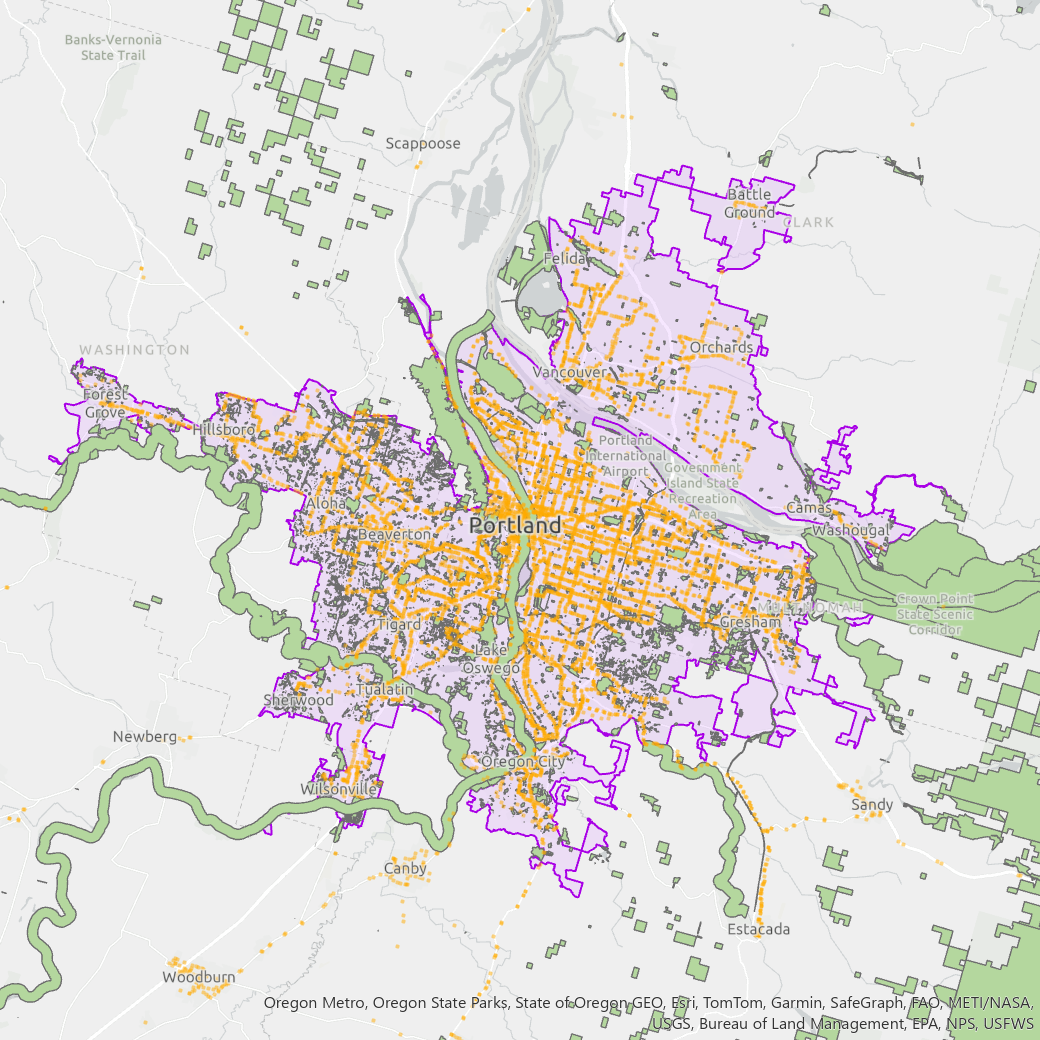 Banks-Vernonia
State Trail
Scappoose
Battle
Ground
CLARK
Felida
WASHINGTON
Orchards
Vancouver
Forest
Grove
Hillsboro
Portland
International
Airport
Government
Island State
Recreation
Area
Aloha
Camas
Portland
Beaverton
Washougal
Crown Point
State Scenic
Corridor
MULTNOMAH
Tigard
Gresham
Lake
Oswego
Tualatin
Sherwood
Newberg
Oregon City
Wilsonville
Sandy
Canby
Estacada
Woodburn
Oregon Metro, Oregon State Parks, State of Oregon GEO, Esri, TomTom, Garmin, SafeGraph, FAO, METI/NASA,
USGS, Bureau of Land Management, EPA, NPS, USFWS